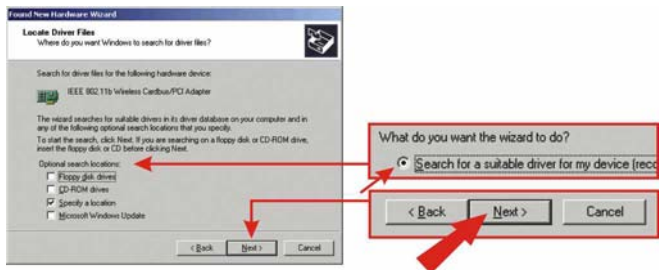 Found New Hardware Wizard
Locate Driver Files
Where do you want Windows to search for driver files?
Search for driver files for the following hardware device:
IEEE 802.11b Wireless Cardbus/PCI Adapter
The wizard searches for suitable drivers in its driver database on your computer and in
any of the following optional search locations that you specify.
To start the search, click Next. If you are searching on a floppy disk or CD-ROM drive,
insert the floppy disk or CD before clicking Next.
Optional search locations:
Floppy disk drives
CD-ROM drives
Specify a location
Microsoft Windows Update
< Back Next > Cancel
What do you want the wizard to do?
Search for a suitable driver for my device (reco
< Back Next > Cancel